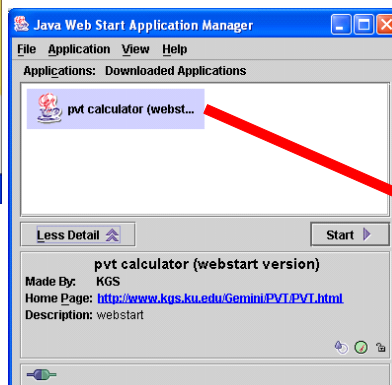 Java Web Start Application Manager
File Application View Help
Applications: Downloaded Applications
pvt calculator (webst...
Less Detail Start
pvt calculator (webstart version)
Made By: KGS
Home Page: http://www.kgs.ku.edu/Gemini/PVT/PVT.html
Description: webstart